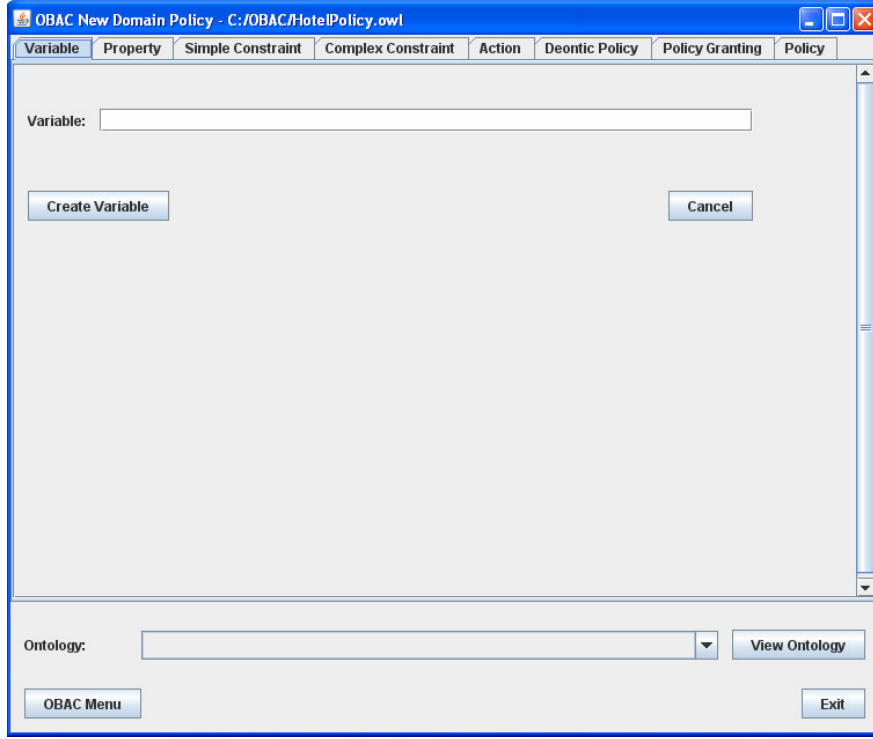 OBAC New Domain Policy - C:/OBAC/HotelPolicy.owl
Variable Property Simple Constraint Complex Constraint Action Deontic Policy Policy Granting Policy
Variable:
Create Variable Cancel
Ontology: View Ontology
OBAC Menu Exit